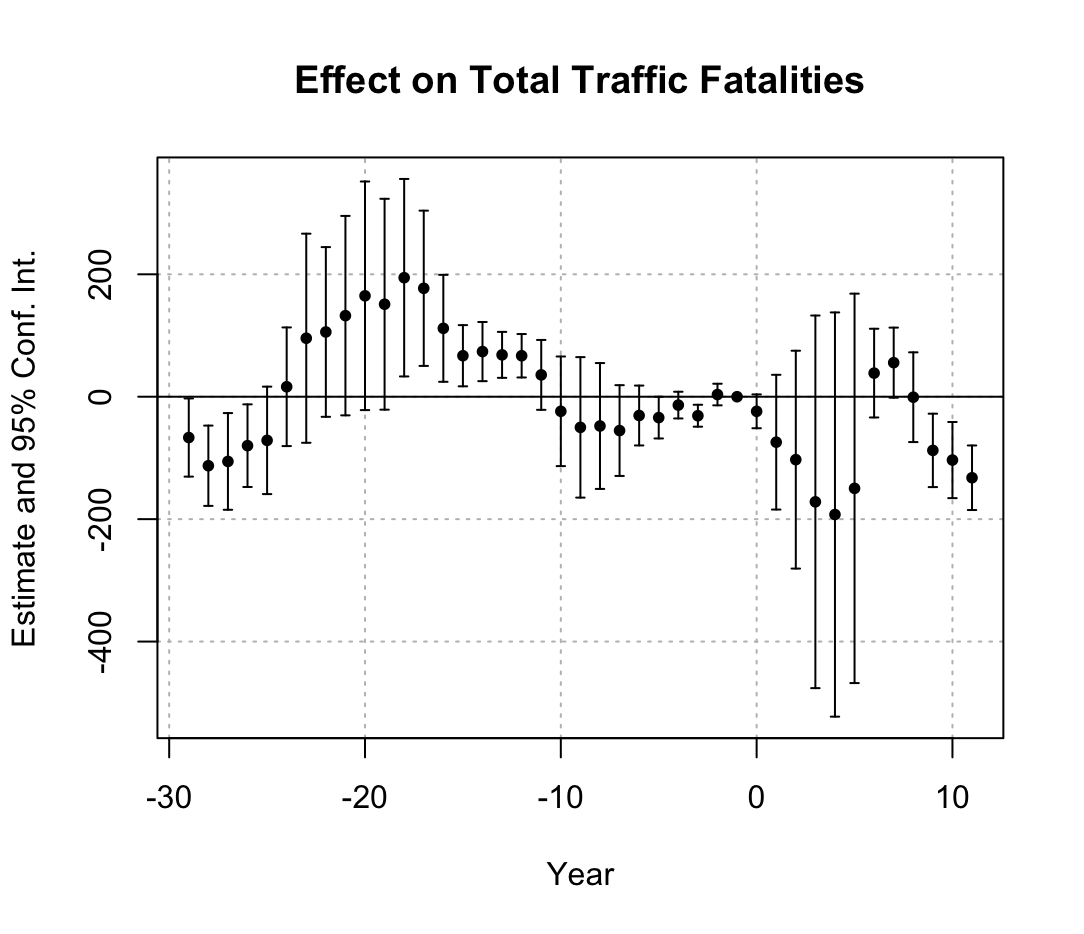 Effect on Total Traffic Fatalities
Estimate and 95% Conf. Int.
200
0
-200
-400
-30 -20 -10 0 10
Year